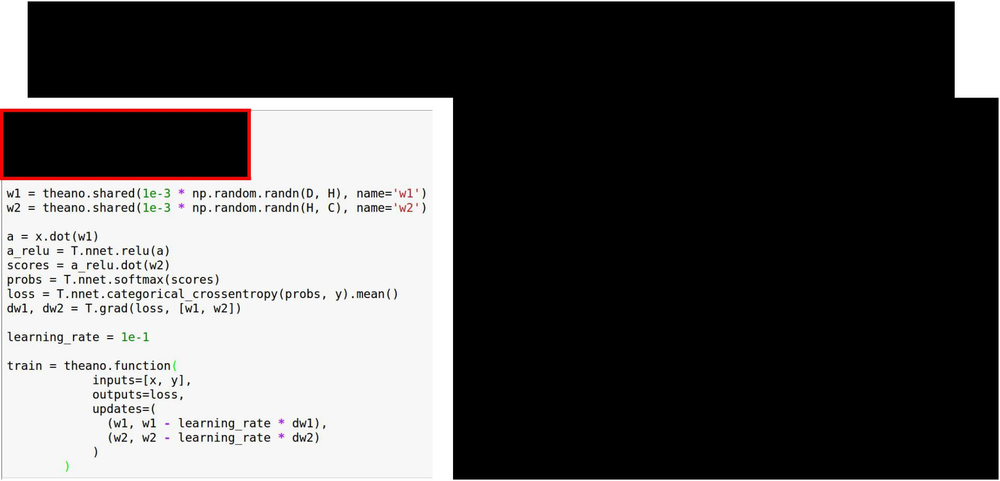 w1 = theano.shared(1e-3 * np.random.randn(D, H), name='w1')
w2 = theano.shared(1e-3 * np.random.randn(H, C), name='w2')
a = x.dot(w1)
a_relu = T.nnet.relu(a)
scores = a_relu.dot(w2)
probs = T.nnet.softmax(scores)
loss = T.nnet.categorical_crossentropy(probs, y).mean()
dw1, dw2 = T.grad(loss, [w1, w2])
learning_rate = 1e-1
train = theano.function(
inputs=[x, y],
outputs=loss,
updates=(
(w1, w1 - learning_rate * dw1),
(w2, w2 - learning_rate * dw2)
)
)